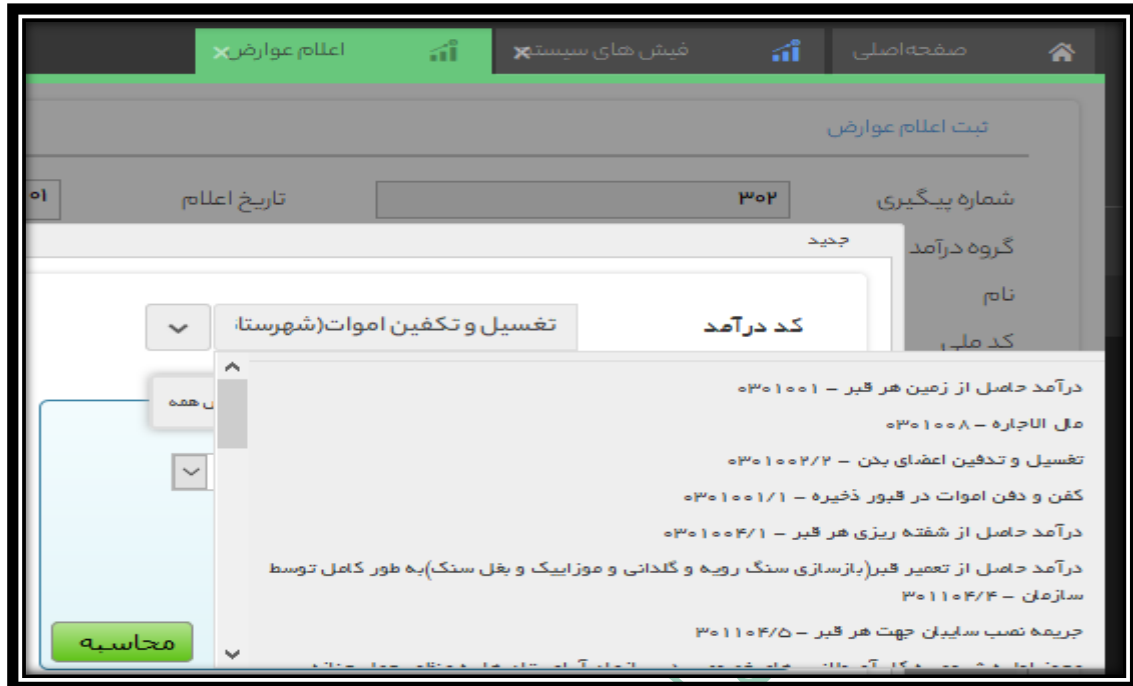 صفحه‌اصلی
فیش های سیستم
اعلام عوارض
ثبت اعلام عوارض
شماره پیگیری ۳۰۲ تاریخ اعلام ۰۱
گروه درآمد
جدید
نام
کد درآمد تغسیل و تکفین اموات(شهرستا
کد ملی
درآمد حاصل از زمین هر قبر – ۰۳۰۱۰۰۱
مال الاجاره – ۰۳۰۱۰۰۸
تغسیل و تدفین اعضای بدن – ۰۳۰۱۰۰۲/۲
کفن و دفن اموات در قبور ذخیره – ۰۳۰۱۰۰۱/۱
درآمد حاصل از شفته ریزی هر قبر – ۰۳۰۱۰۰۴/۱
درآمد حاصل از تعمیر قبر(بازسازی سنگ رویه و گلدانی و موزاییک و بغل سنک)به طور کامل توسط
سازمان – ۳۰۱۱۰۴/۴
جریمه نصب سایبان جهت هر قبر – ۳۰۱۱۰۴/۵
همه
محاسبه